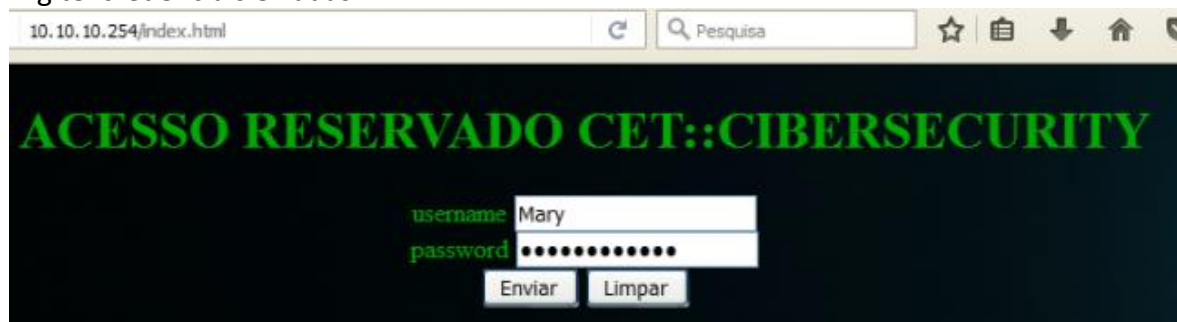 10.10.10.254/index.html Pesquisa
ACESSO RESERVADO CET::CIBERSECURITY
username Mary
password ●●●●●●●●●●●●
Enviar Limpar